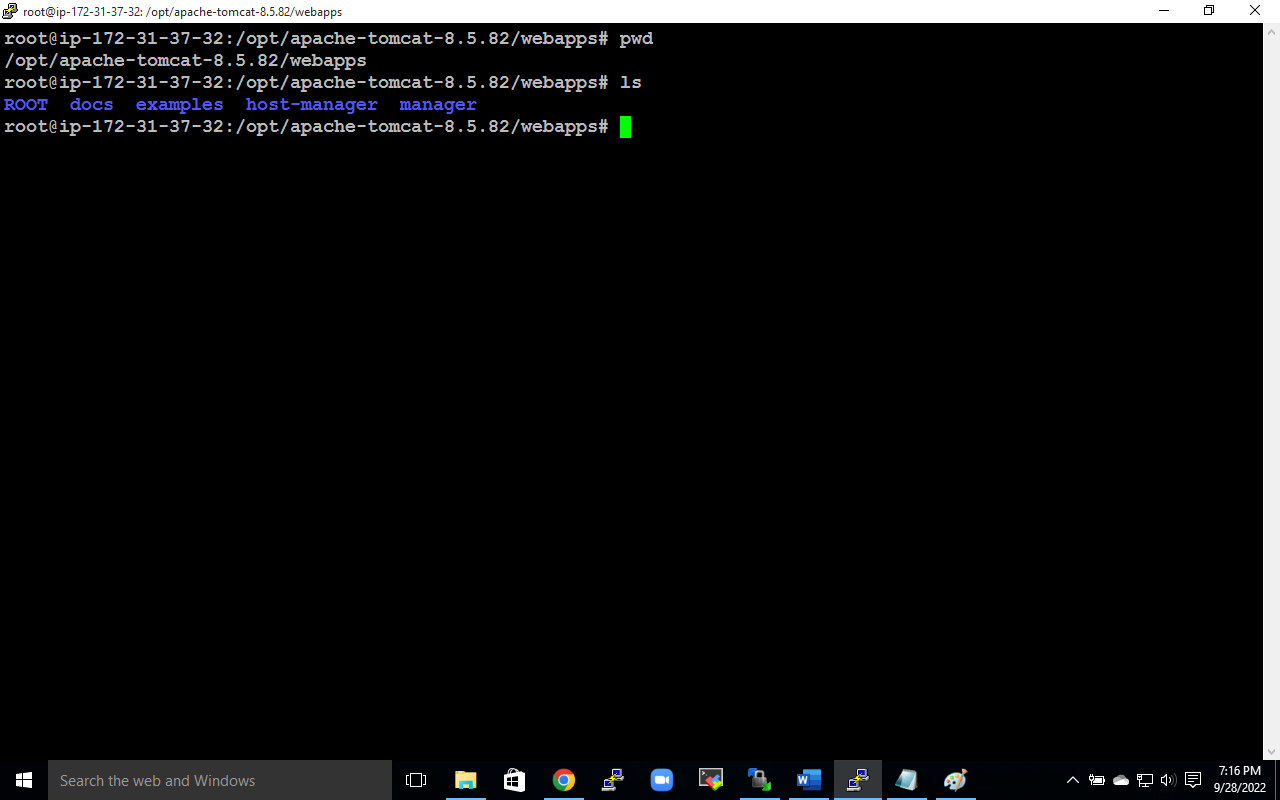 root@ip-172-31-37-32: /opt/apache-tomcat-8.5.82/webapps
root@ip-172-31-37-32:/opt/apache-tomcat-8.5.82/webapps# pwd
/opt/apache-tomcat-8.5.82/webapps
root@ip-172-31-37-32:/opt/apache-tomcat-8.5.82/webapps# ls
ROOT  docs  examples  host-manager  manager
root@ip-172-31-37-32:/opt/apache-tomcat-8.5.82/webapps#
Search the web and Windows
7:16 PM
9/28/2022